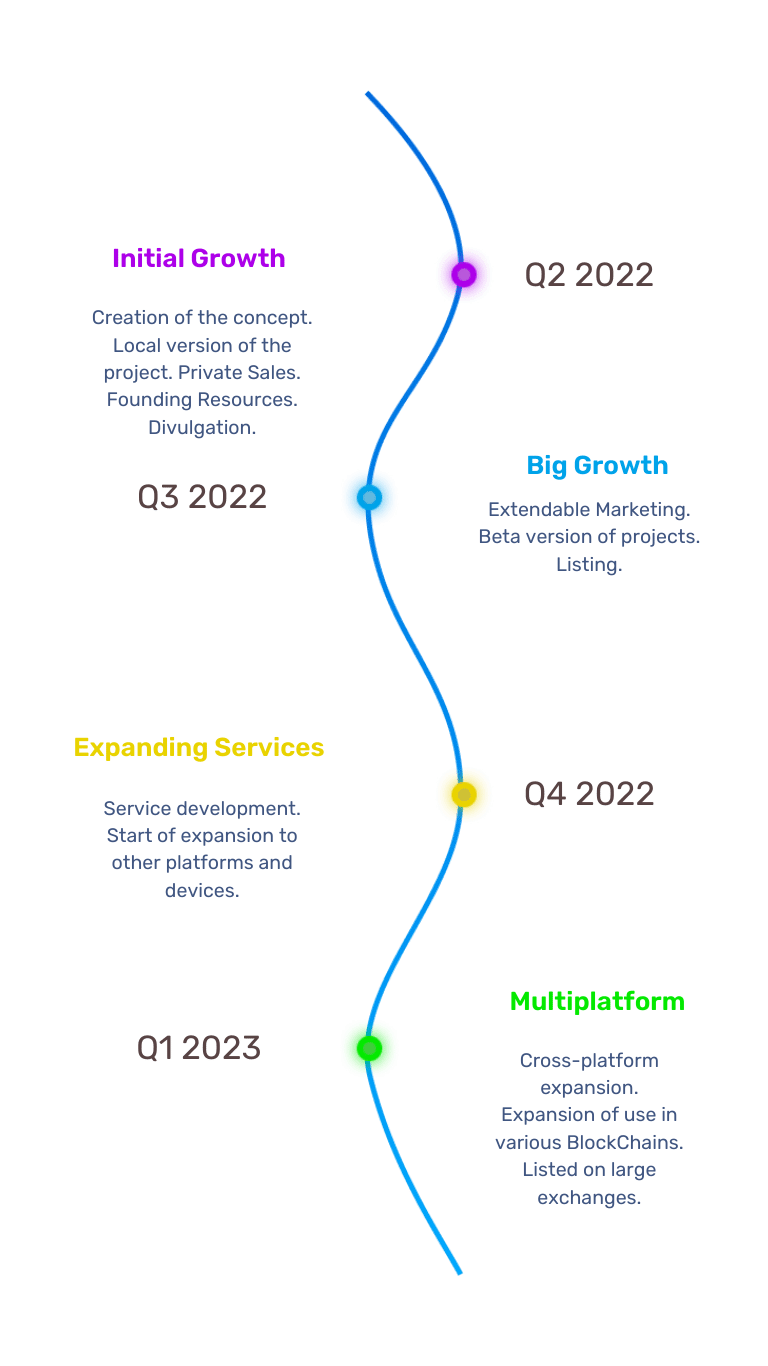 Initial Growth
Q2 2022
Creation of the concept.
Local version of the
project. Private Sales.
Founding Resources.
Divulgation.
Q3 2022
Big Growth
Extendable Marketing.
Beta version of projects.
Listing.
Expanding Services
Q4 2022
Service development.
Start of expansion to
other platforms and
devices.
Q1 2023
Multiplatform
Cross-platform
expansion.
Expansion of use in
various BlockChains.
Listed on large
exchanges.